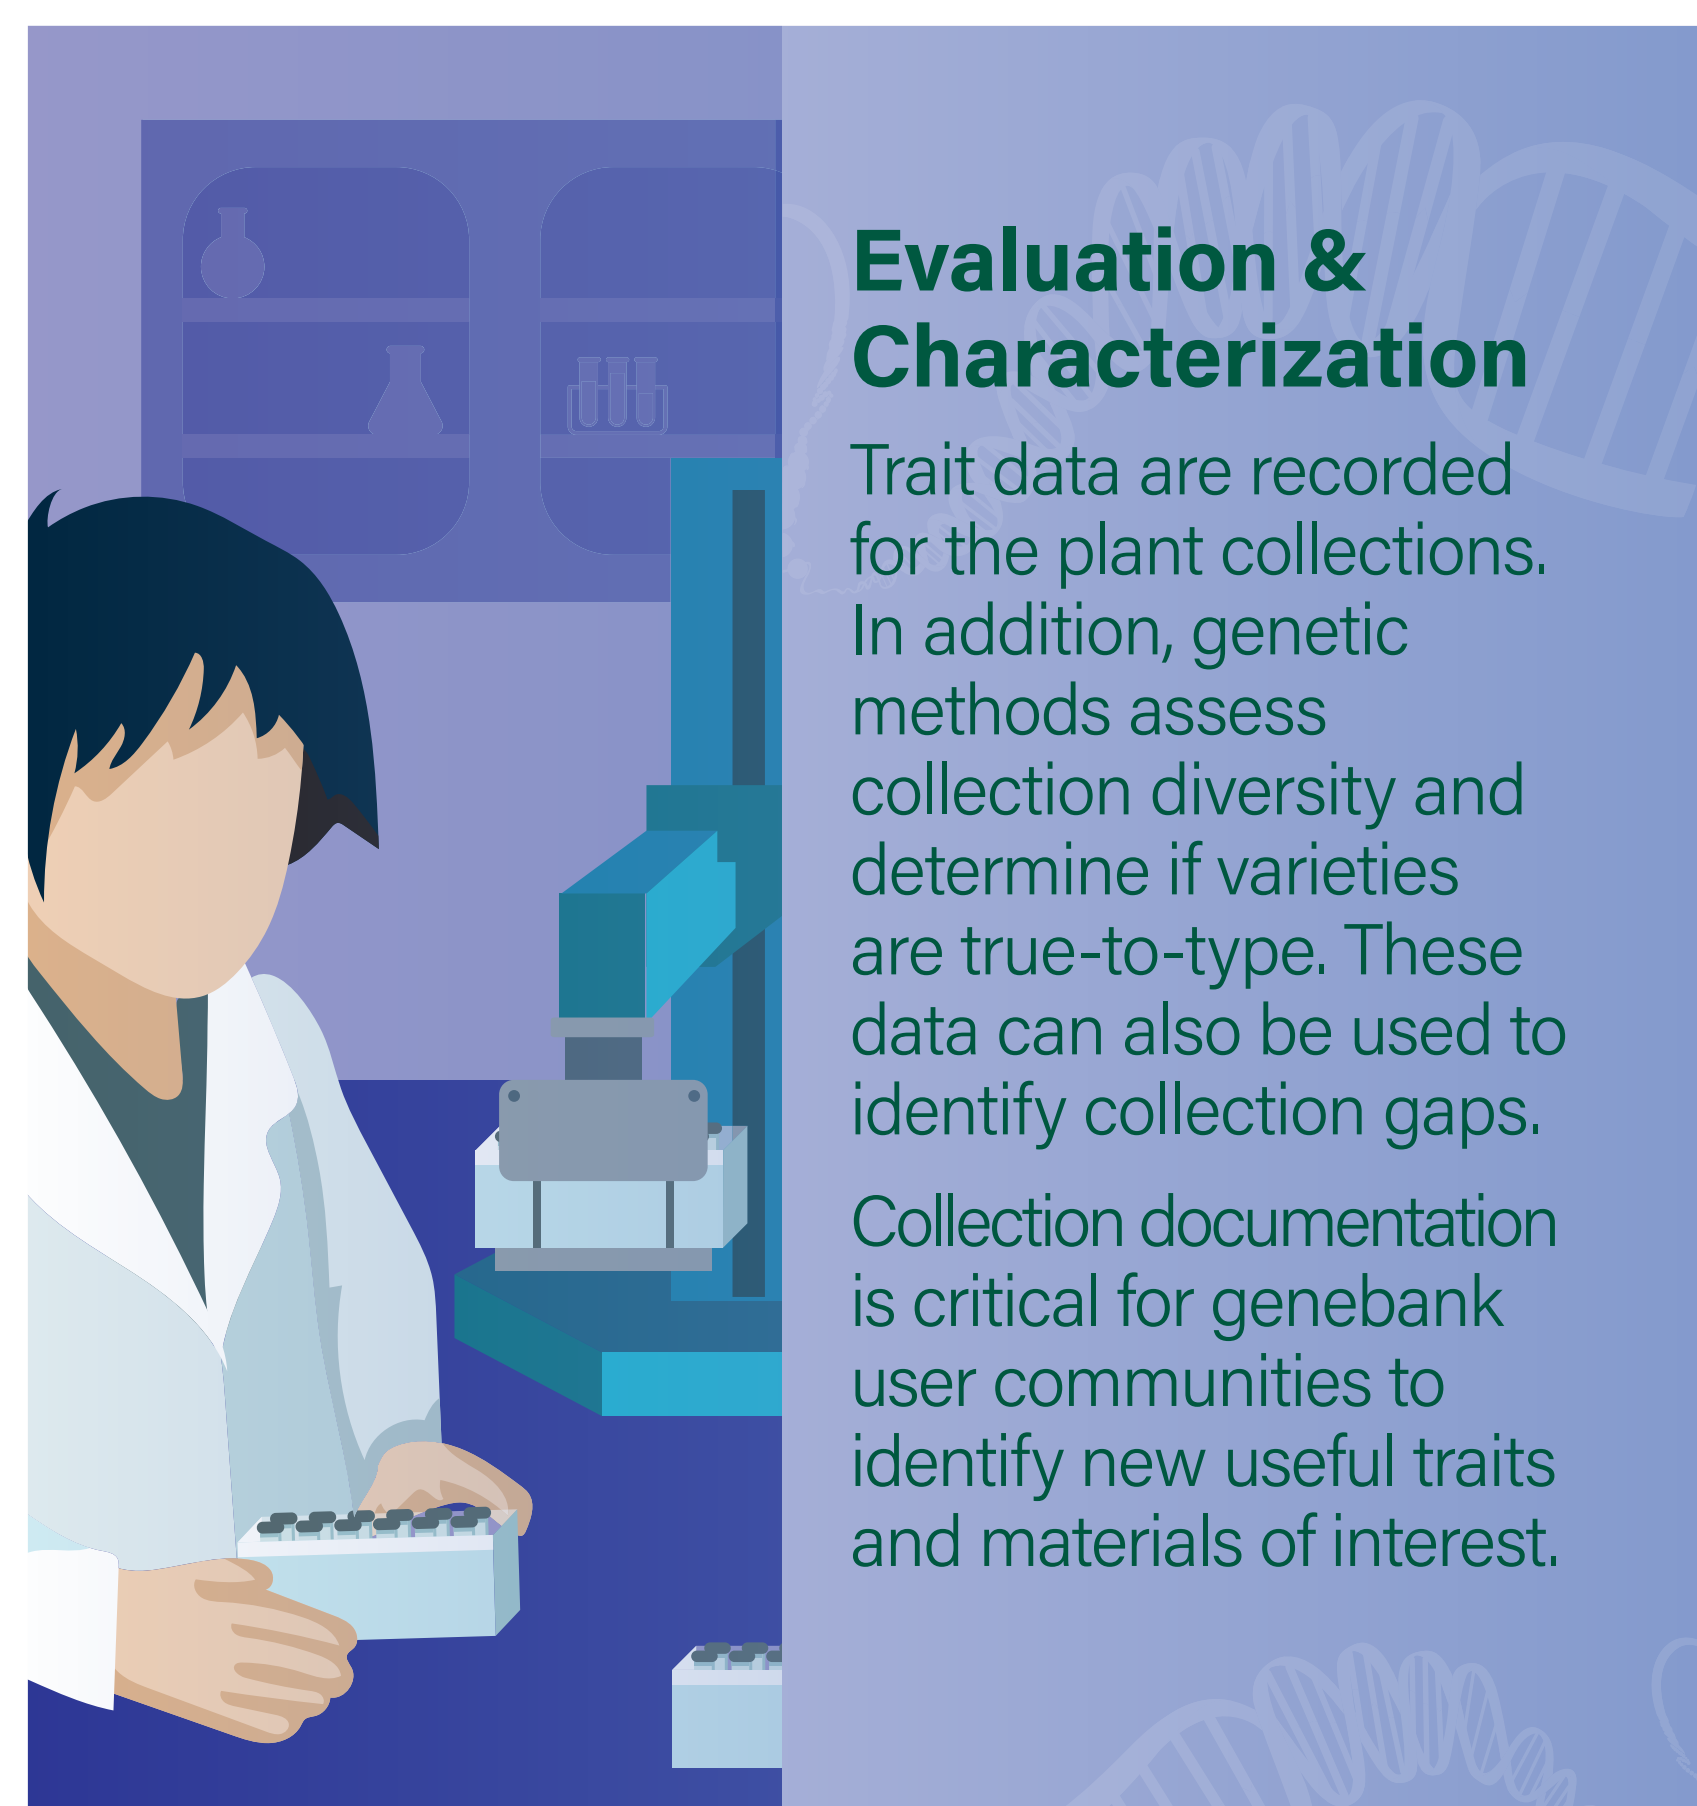 Evaluation &
Characterization
Trait data are recorded
for the plant collections.
In addition, genetic
methods assess
collection diversity and
determine if varieties
are true-to-type. These
data can also be used to
identify collection gaps.
Collection documentation
is critical for genebank
user communities to
identify new useful traits
and materials of interest.